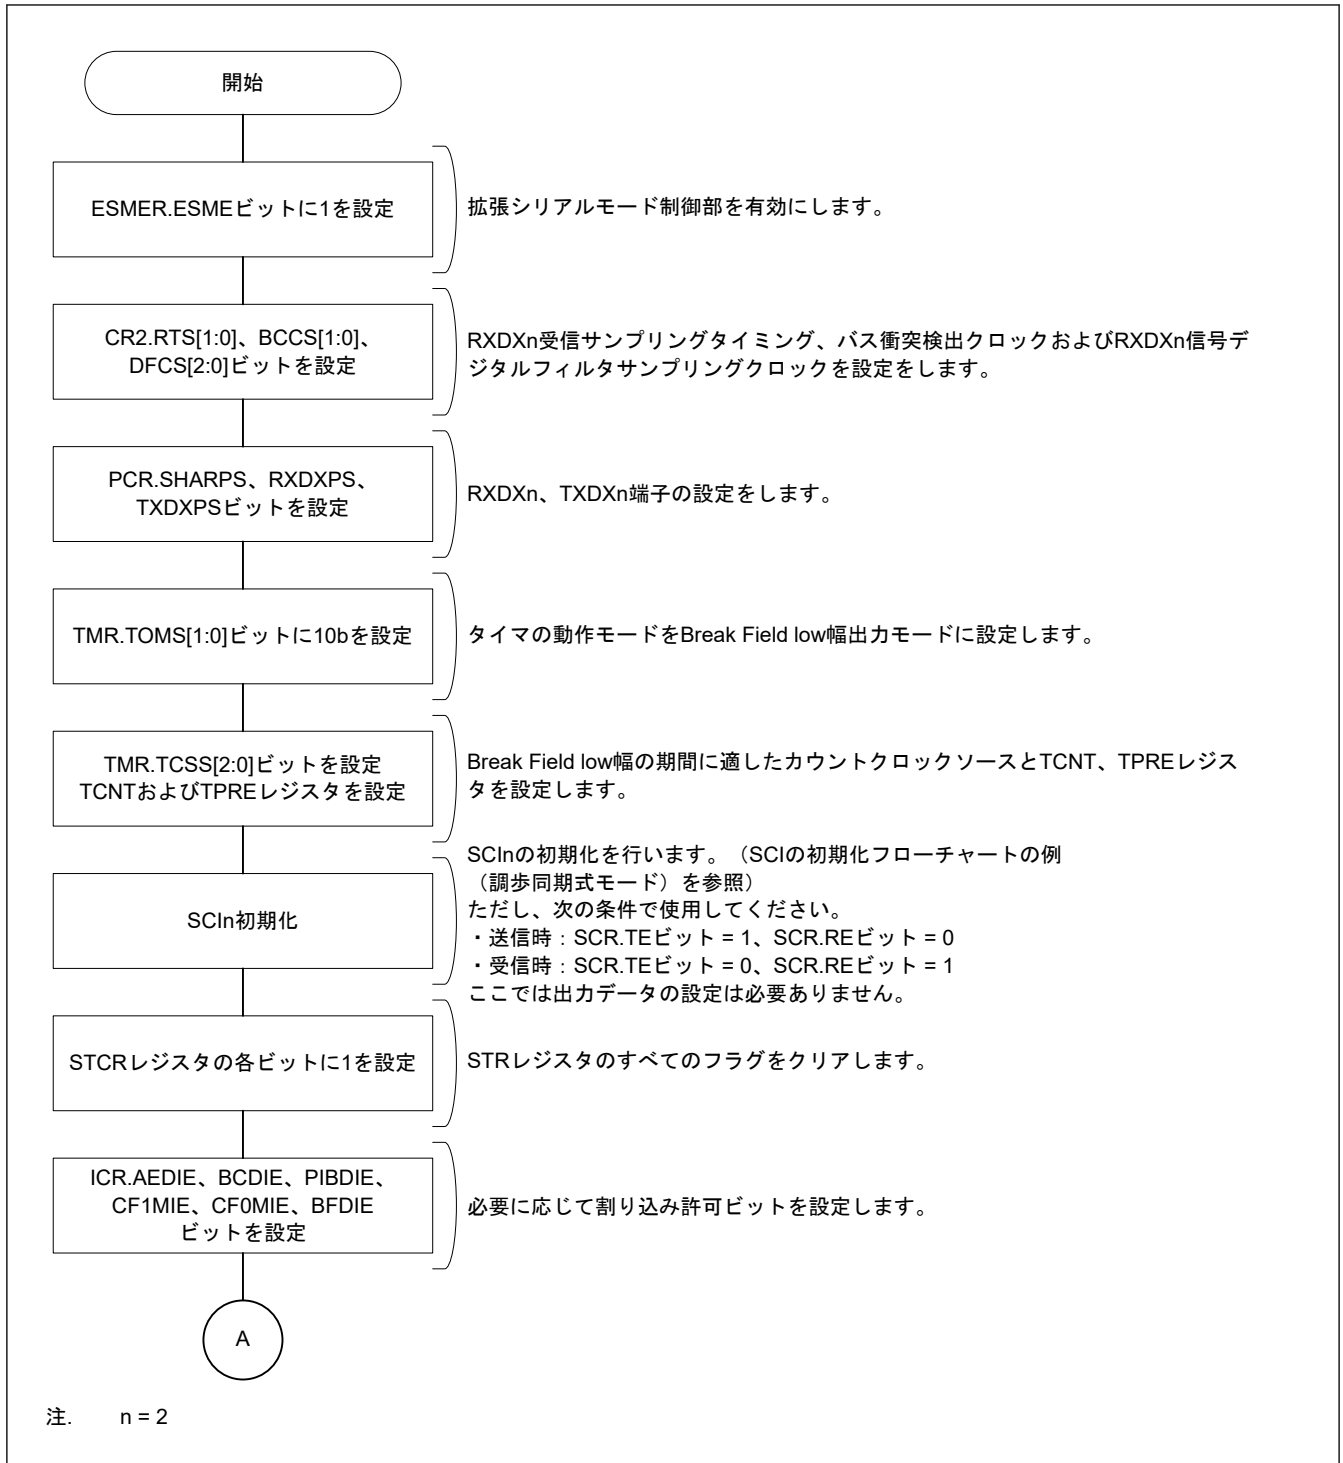 開始
ESMER.ESMEビットに1を設定
拡張シリアルモード制御部を有効にします。
CR2.RTS[1:0]、BCCS[1:0]、
DFCS[2:0]ビットを設定
RXDXn受信サンプリングタイミング、バス衝突検出クロックおよびRXDXn信号デ
ジタルフィルタサンプリングクロックを設定をします。
PCR.SHARPS、RXDXPS、
TXDXPSビットを設定
RXDXn、TXDXn端子の設定をします。
TMR.TOMS[1:0]ビットに10bを設定
タイマの動作モードをBreak Field low幅出力モードに設定します。
TMR.TCSS[2:0]ビットを設定
TCNTおよびTPREレジスタを設定
Break Field low幅の期間に適したカウントクロックソースとTCNT、TPREレジス
タを設定します。
SCIn初期化
SCInの初期化を行います。（SCIの初期化フローチャートの例
（調歩同期式モード）を参照）
ただし、次の条件で使用してください。
・送信時：SCR.TEビット = 1、SCR.REビット = 0
・受信時：SCR.TEビット = 0、SCR.REビット = 1
ここでは出力データの設定は必要ありません。
STCRレジスタの各ビットに1を設定
STRレジスタのすべてのフラグをクリアします。
ICR.AEDIE、BCDIE、PIBDIE、
CF1MIE、CF0MIE、BFDIE
ビットを設定
必要に応じて割り込み許可ビットを設定します。
A
注. n = 2